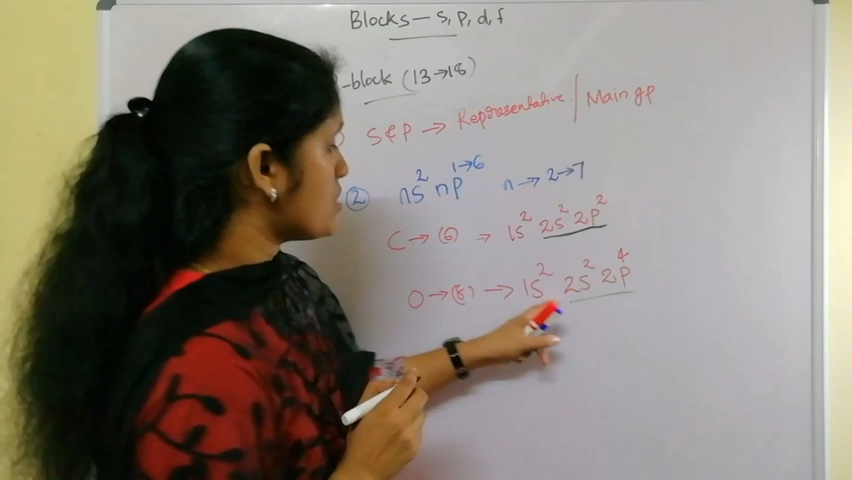 Blocks – s, p, d, f
-block (13→18)
S & P → Representative / Main gp
② ns² np¹→⁶ n → 2→7
C → (6) → 1s² 2s² 2p²
O → (8) → 1s² 2s² 2p⁴